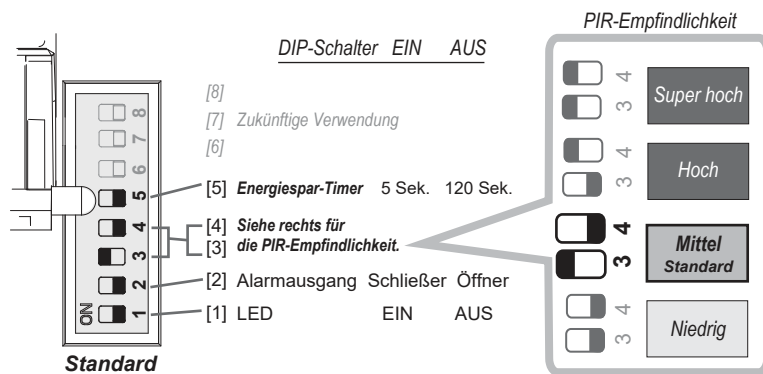 PIR-Empfindlichkeit
DIP-Schalter EIN AUS
[8]
[7] Zukünftige Verwendung
[6]
[5] Energiespar-Timer 5 Sek. 120 Sek.
[4] Siehe rechts für
[3] die PIR-Empfindlichkeit.
[2] Alarmausgang Schließer Öffner
[1] LED EIN AUS
8
7
6
5
4
3
2
1
ON
Standard
4
3
Super hoch
4
3
Hoch
4
3
Mittel
Standard
4
3
Niedrig